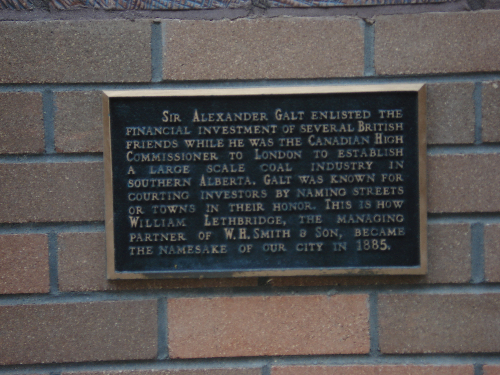 Sir Alexander Galt enlisted the
financial investment of several British
friends while he was the Canadian High
Commissioner to London to establish
a large scale coal industry in
southern Alberta. Galt was known for
courting investors by naming streets
or towns in their honor. This is how
William Lethbridge, the managing
partner of W.H. Smith & Son, became
the namesake of our city in 1885.